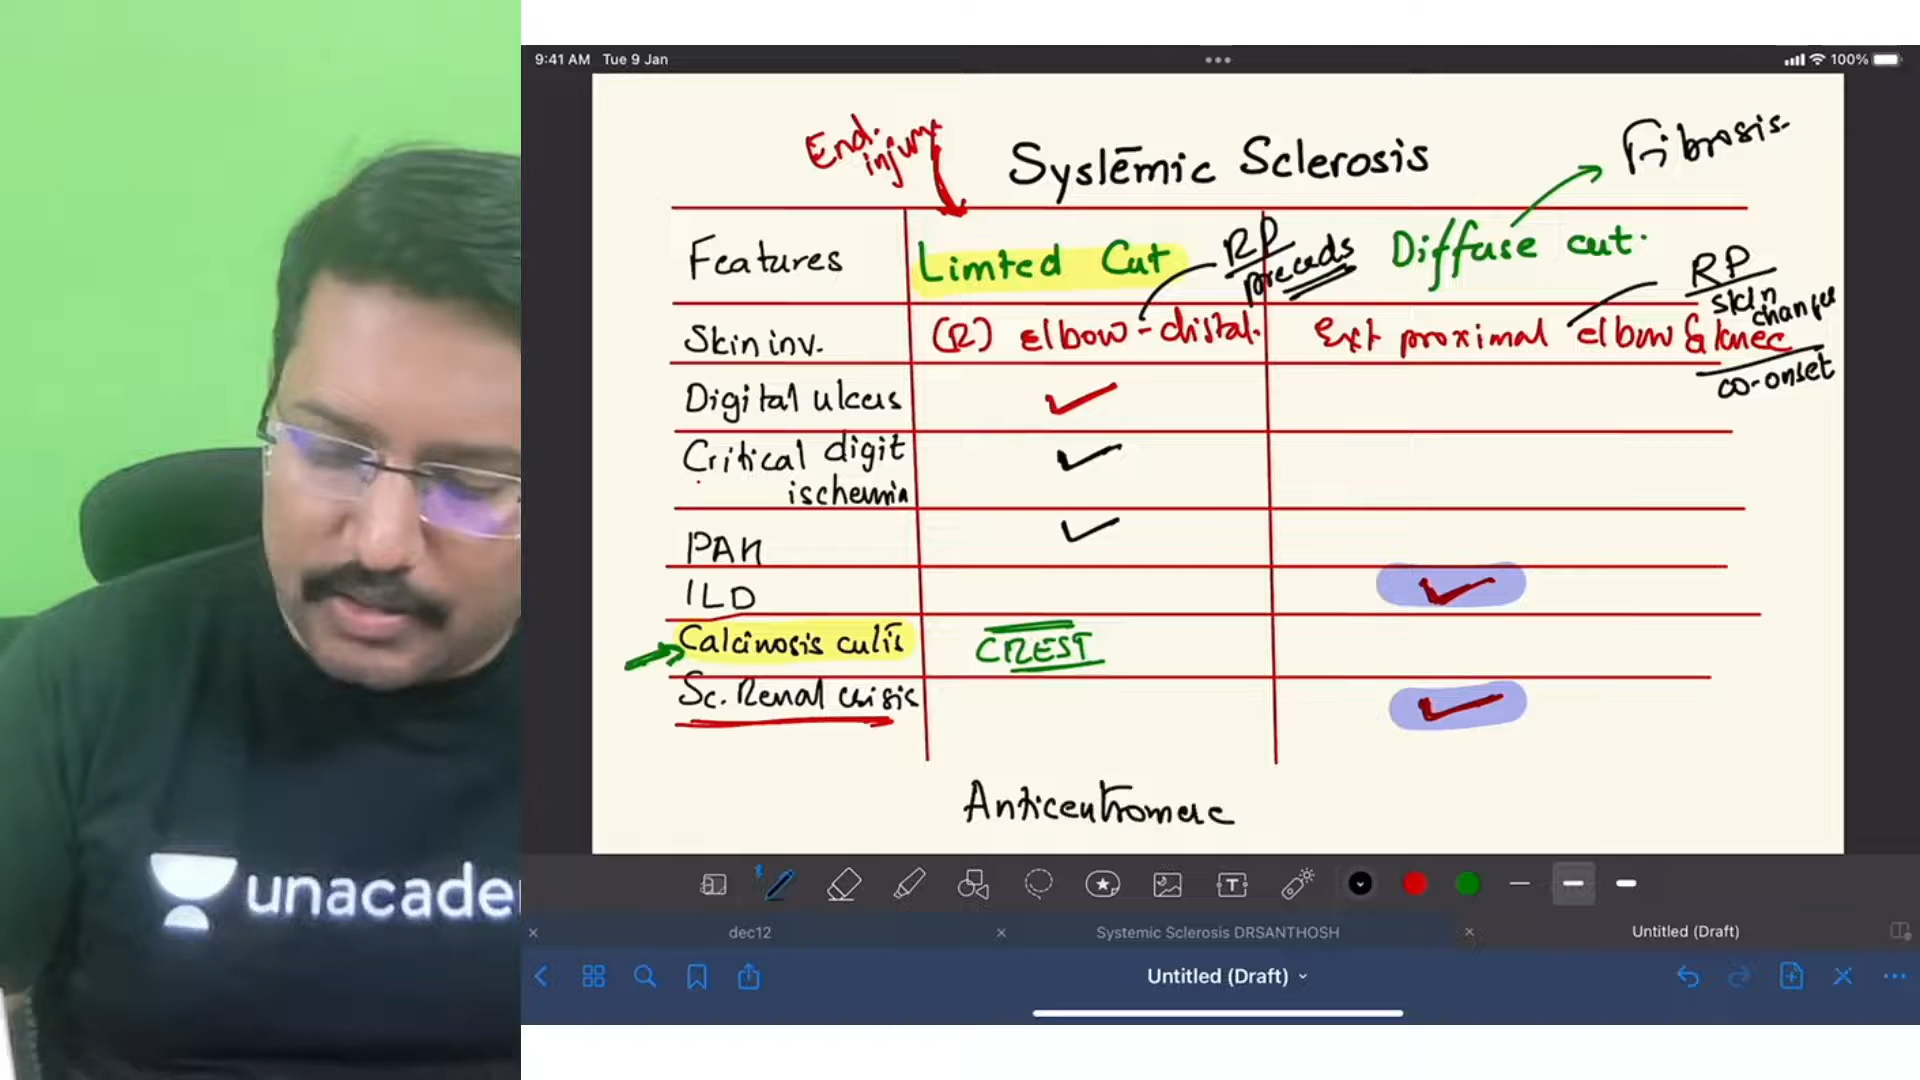 9:41 AM Tue 9 Jan
100%
End. injury
Systemic Sclerosis
Fibrosis.
Features
Limted Cut
RP preceds
Diffuse cut.
RP
skin changes
co-onset
Skin inv.
(R) elbow - distal.
Ext proximal elbow & knee
Digital ulcers
Critical digit
ischemia
PAH
ILD
Calcinosis cutis
CREST
Sc. Renal crisis
Anticentromere
unacade
dec12
Systemic Sclerosis DRSANTHOSH
Untitled (Draft)
Untitled (Draft)